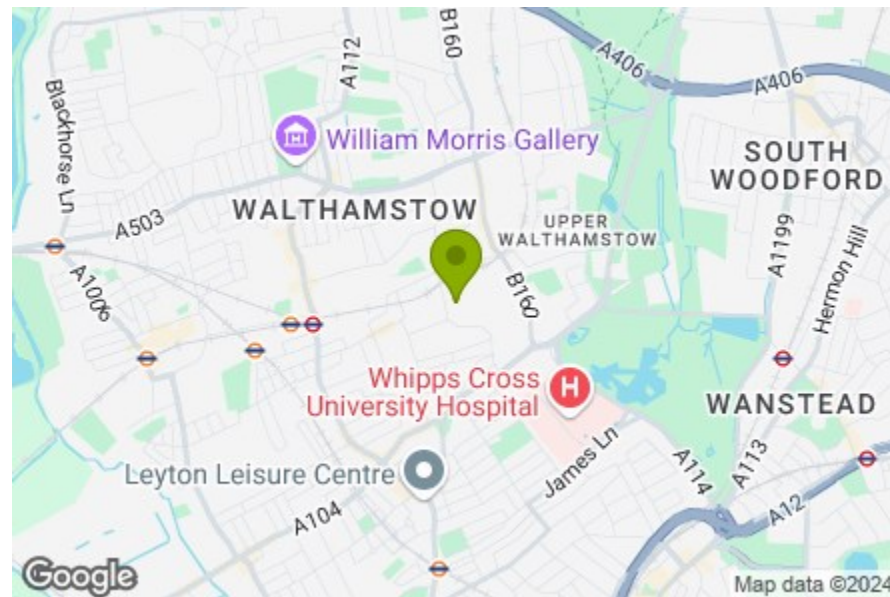 B160
A112
A406
A406
Blackhorse Ln
William Morris Gallery
SOUTH
WOODFORD
WALTHAMSTOW
A503
UPPER
WALTHAMSTOW
A1199
Hermon Hill
A1006
B160
Whipps Cross
University Hospital
H
WANSTEAD
James Ln
A114
A113
Leyton Leisure Centre
A104
A12
Google
Map data ©2024